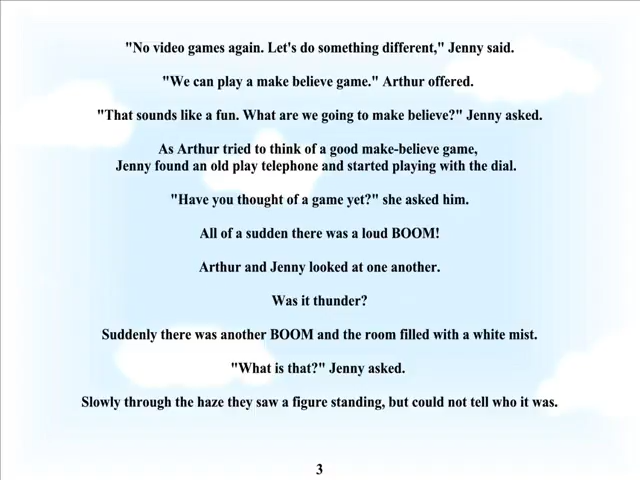 "No video games again. Let's do something different," Jenny said.
"We can play a make believe game." Arthur offered.
"That sounds like a fun. What are we going to make believe?" Jenny asked.
As Arthur tried to think of a good make-believe game,
Jenny found an old play telephone and started playing with the dial.
"Have you thought of a game yet?" she asked him.
All of a sudden there was a loud BOOM!
Arthur and Jenny looked at one another.
Was it thunder?
Suddenly there was another BOOM and the room filled with a white mist.
"What is that?" Jenny asked.
Slowly through the haze they saw a figure standing, but could not tell who it was.
3